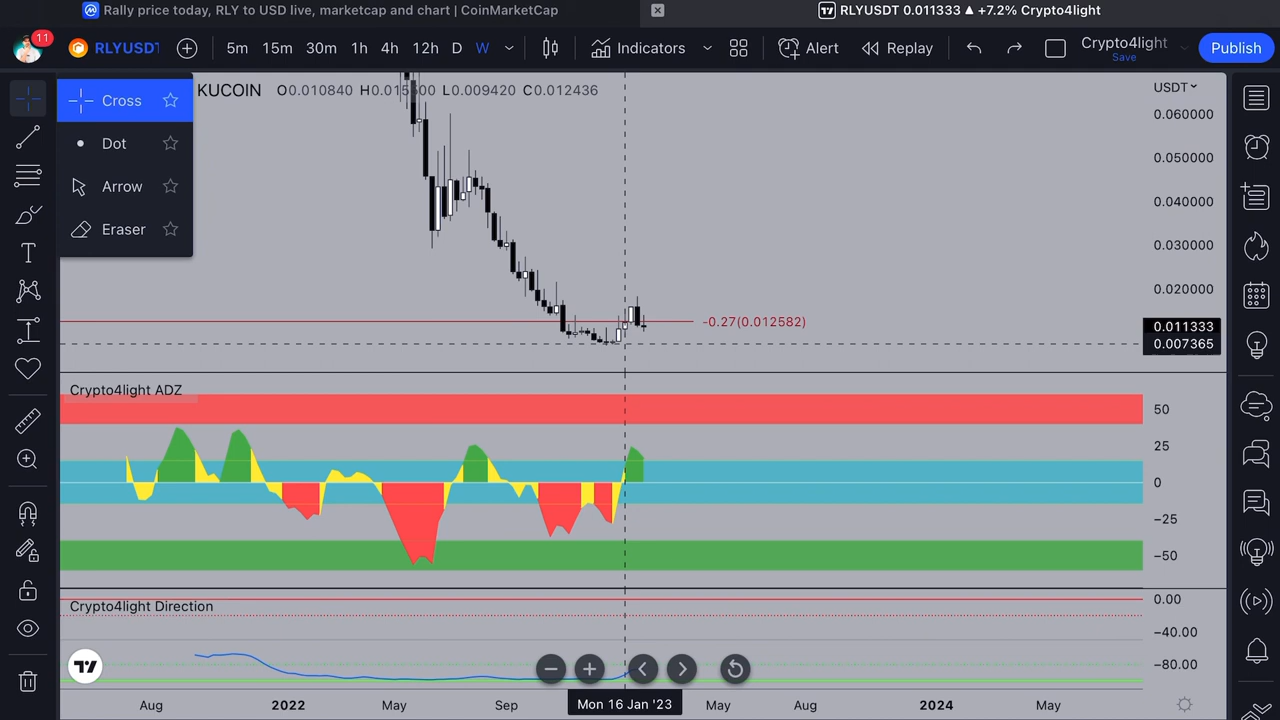 Rally price today, RLY to USD live, marketcap and chart | CoinMarketCap
RLYUSDT 0.011333 ▲ +7.2% Crypto4light
11
RLYUSDT
5m 15m 30m 1h 4h 12h D W
Indicators
Alert
Replay
Crypto4light
Save
Publish
Cross
Dot
Arrow
Eraser
KUCOIN O0.010840 H0.015500 L0.009420 C0.012436
USDT
0.060000
0.050000
0.040000
0.030000
0.020000
-0.27(0.012582)
0.011333
0.007365
Crypto4light ADZ
50
25
0
−25
−50
Crypto4light Direction
0.00
−40.00
−80.00
Aug 2022 May Sep Mon 16 Jan '23 May Aug 2024 May